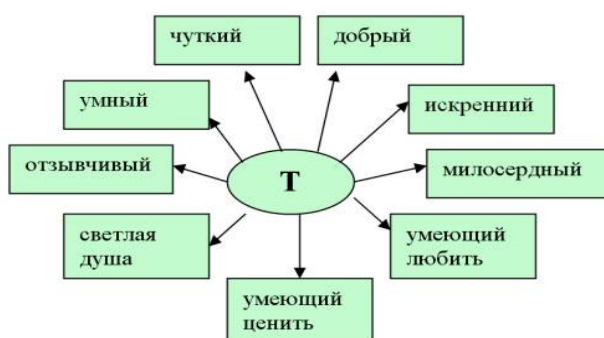 чуткий
добрый
умный
искренний
отзывчивый
Т
милосердный
светлая
душа
умеющий
любить
умеющий
ценить